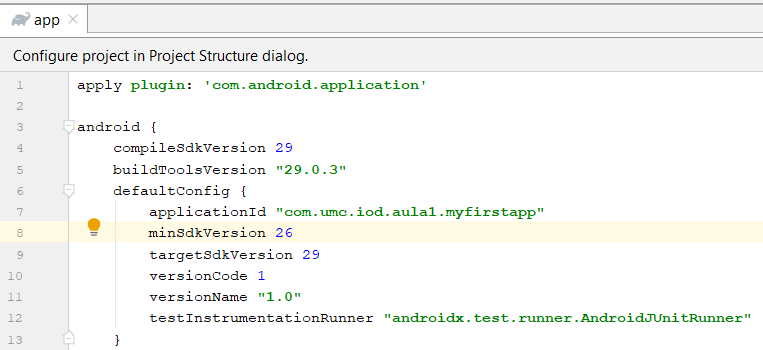 app
Configure project in Project Structure dialog.
1 apply plugin: 'com.android.application'
2
3 android {
4 compileSdkVersion 29
5 buildToolsVersion "29.0.3"
6 defaultConfig {
7 applicationId "com.umc.iod.aula1.myfirstapp"
8 minSdkVersion 26
9 targetSdkVersion 29
10 versionCode 1
11 versionName "1.0"
12 testInstrumentationRunner "androidx.test.runner.AndroidJUnitRunner"
13 }